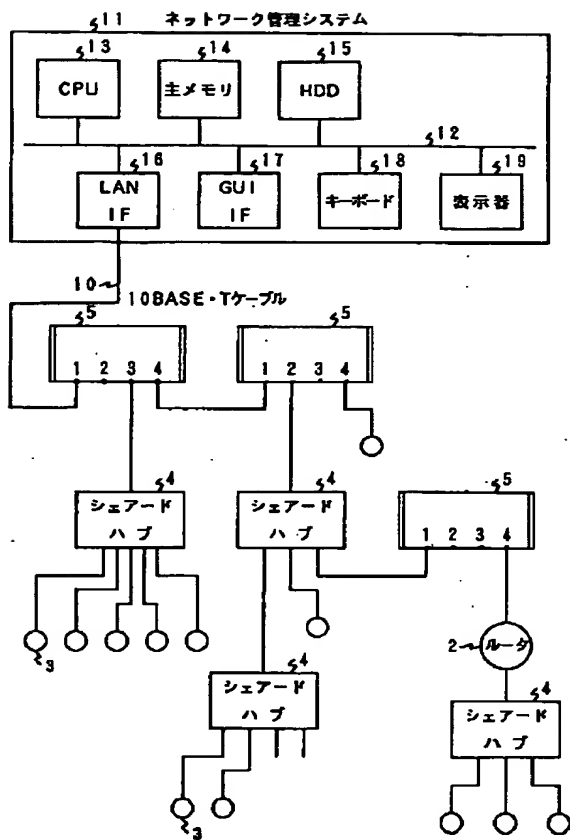 11 ネットワーク管理システム
13 14 15
CPU 主メモリ HDD
12
16 17 18 19
LAN IF
GUI IF
キーボード
表示器
10
10BASE・Tケーブル
5 5
1 2 3 4
1 2 3 4
4 4 5
シェアード
ハブ
シェアード
ハブ
1 2 3 4
3
2 ルータ
4
シェアード
ハブ
4
シェアード
ハブ
3